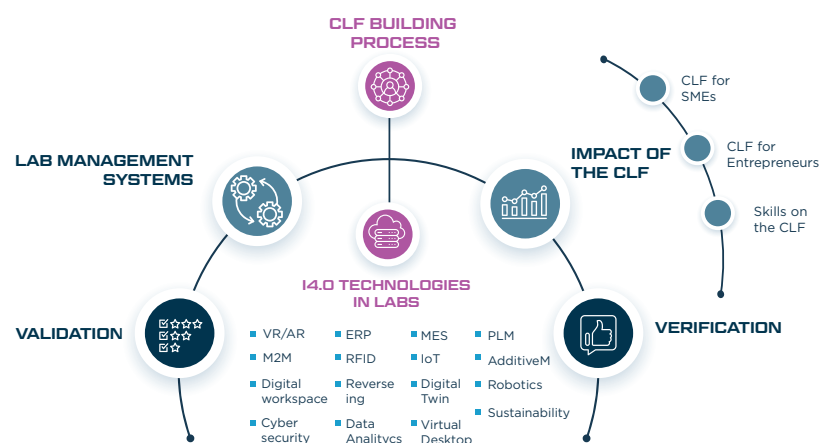 CLF BUILDING
PROCESS
CLF for
SMEs
LAB MANAGEMENT
SYSTEMS
IMPACT OF
THE CLF
CLF for
Entrepreneurs
Skills on
the CLF
I4.0 TECHNOLOGIES
IN LABS
VALIDATION
VERIFICATION
VR/AR
M2M
Digital
workspace
Cyber
security
ERP
RFID
Reverse
ing
Data
Analitycs
MES
IoT
Digital
Twin
Virtual
Desktop
PLM
AdditiveM
Robotics
Sustainability